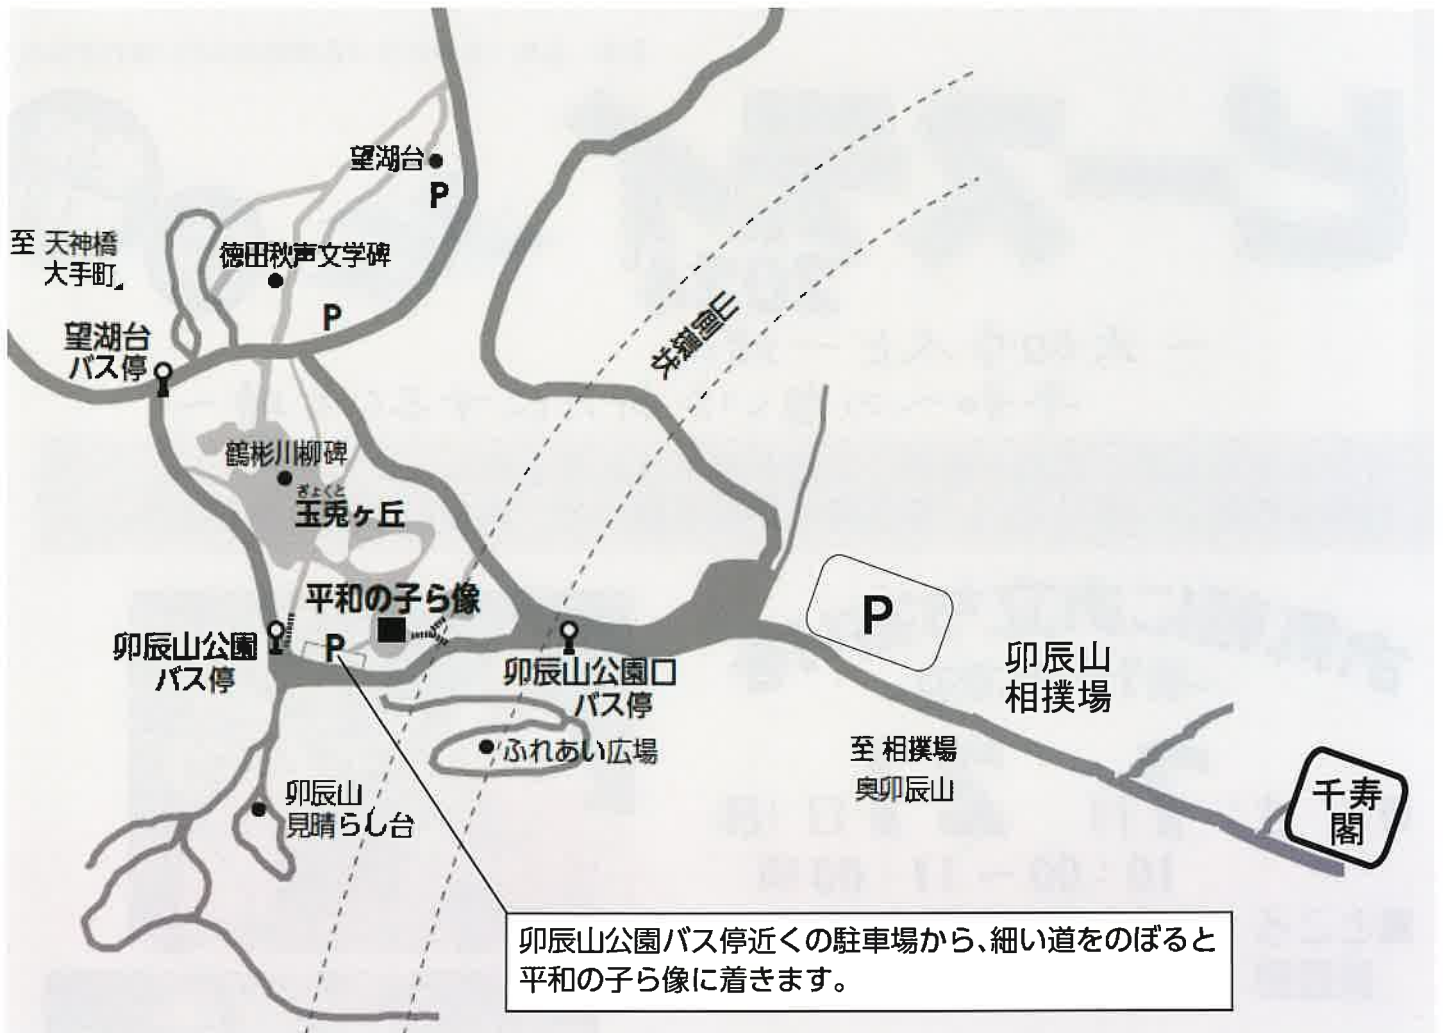 望湖台
P
至 天神橋
大手町
徳田秋声文学碑
P
望湖台
バス停
山側環状
鶴彬川柳碑
ぎょくと
玉兎ヶ丘
平和の子ら像
P
卯辰山公園
バス停
卯辰山公園口
バス停
P
卯辰山
相撲場
ふれあい広場
至 相撲場
奥卯辰山
千寿
閣
卯辰山
見晴らし台
卯辰山公園バス停近くの駐車場から、細い道をのぼると
平和の子ら像に着きます。